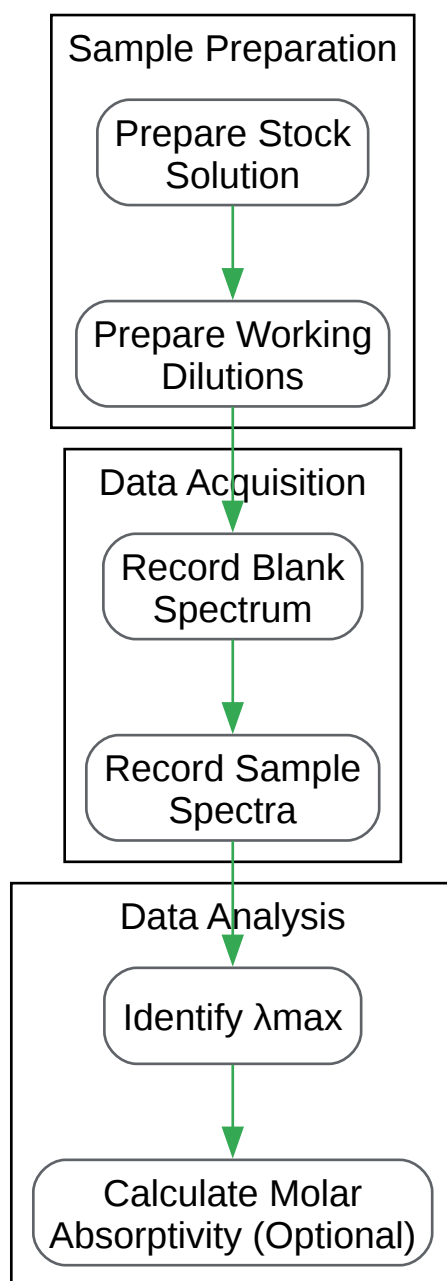 Sample Preparation
Prepare Stock
Solution
Prepare Working
Dilutions
Data Acquisition
Record Blank
Spectrum
Record Sample
Spectra
Data Analysis
Identify λmax
Calculate Molar
Absorptivity (Optional)